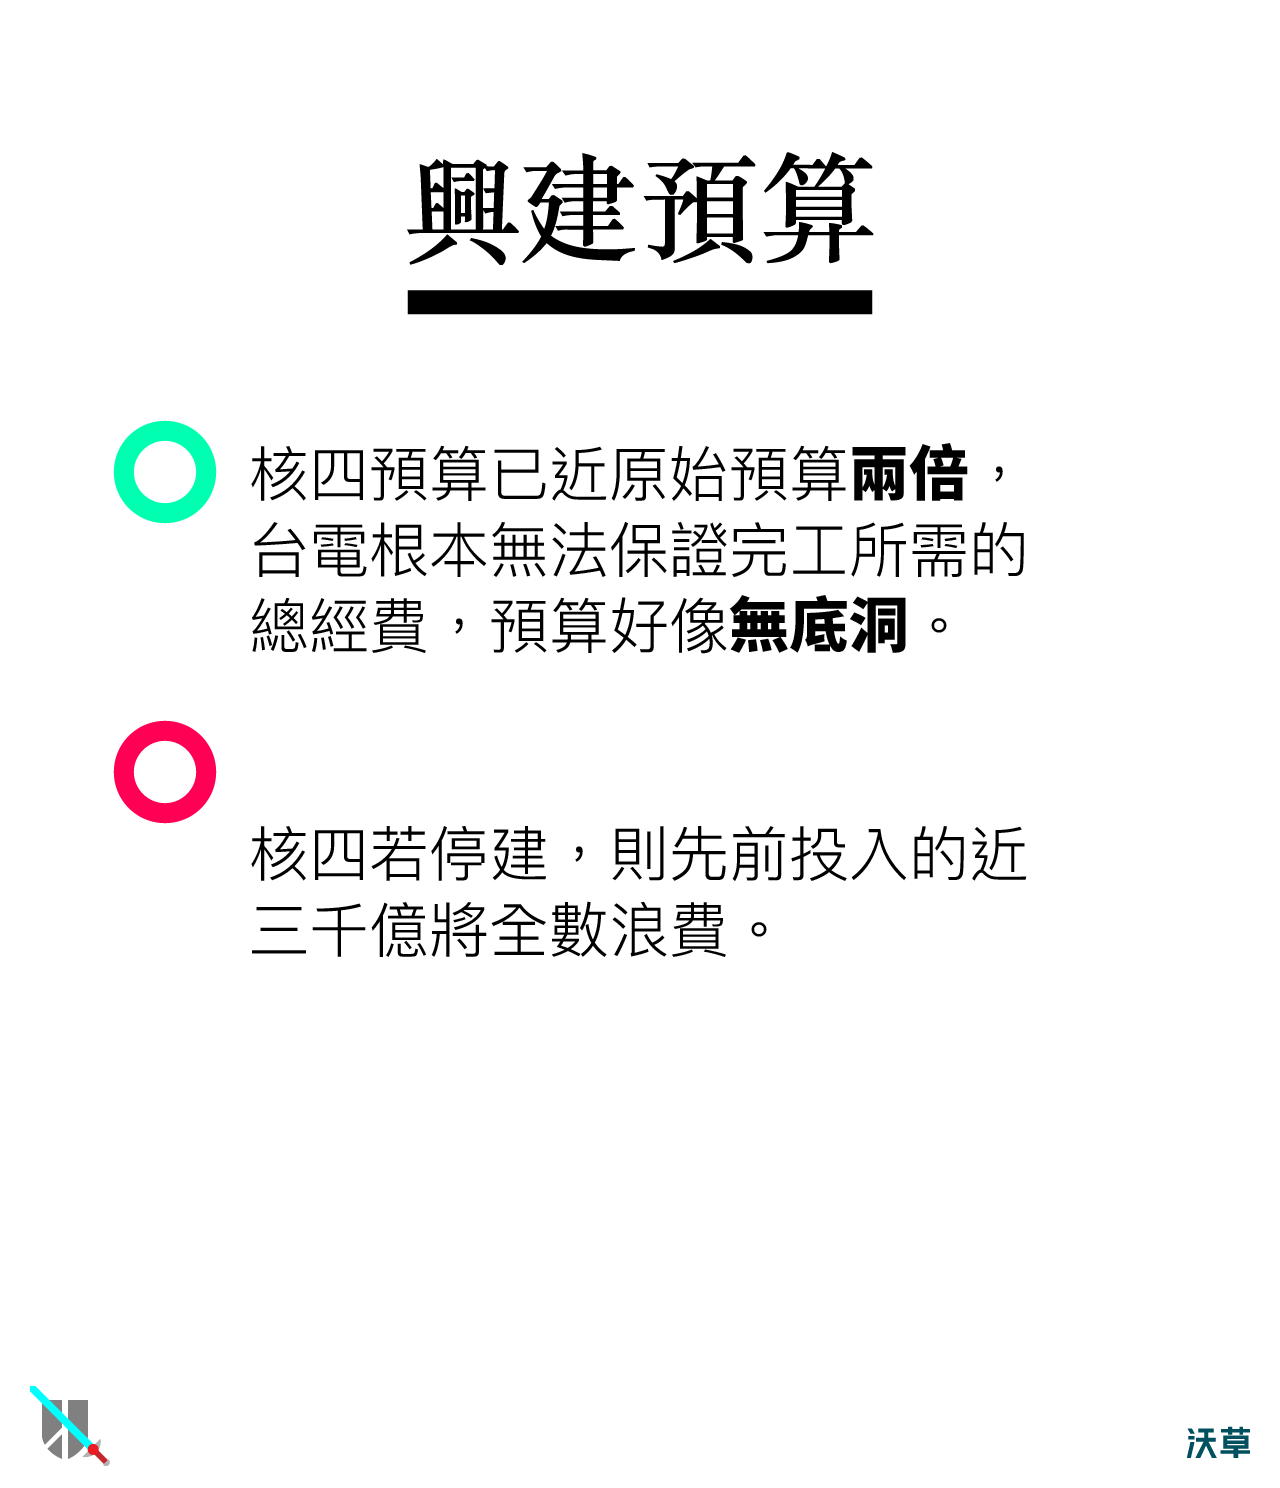 興建預算
核四預算已近原始預算兩倍，
台電根本無法保證完工所需的
總經費，預算好像無底洞。
核四若停建，則先前投入的近
三千億將全數浪費。
沃草